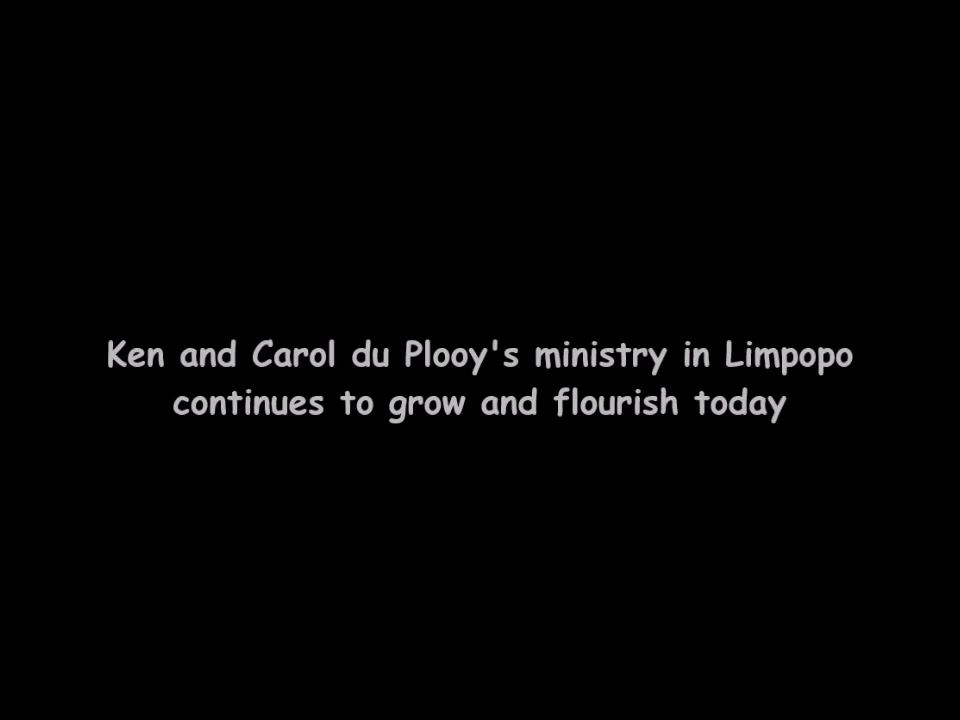 Ken and Carol du Plooy's ministry in Limpopo
continues to grow and flourish today